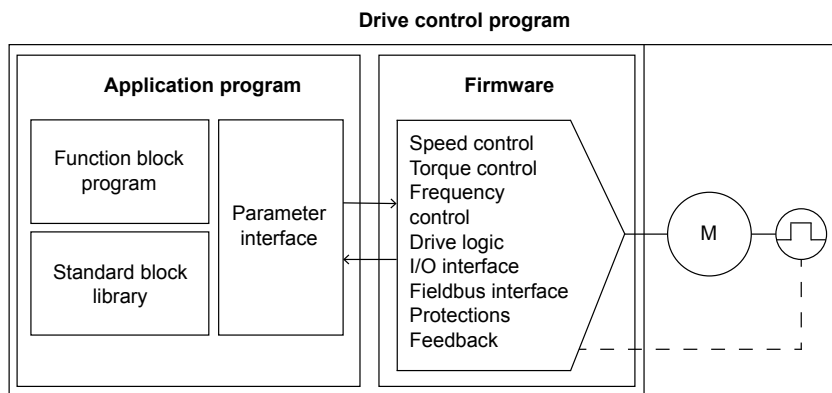 Drive control program
Application program
Firmware
Function block
program
Standard block
library
Parameter
interface
Speed control
Torque control
Frequency
control
Drive logic
I/O interface
Fieldbus interface
Protections
Feedback
M